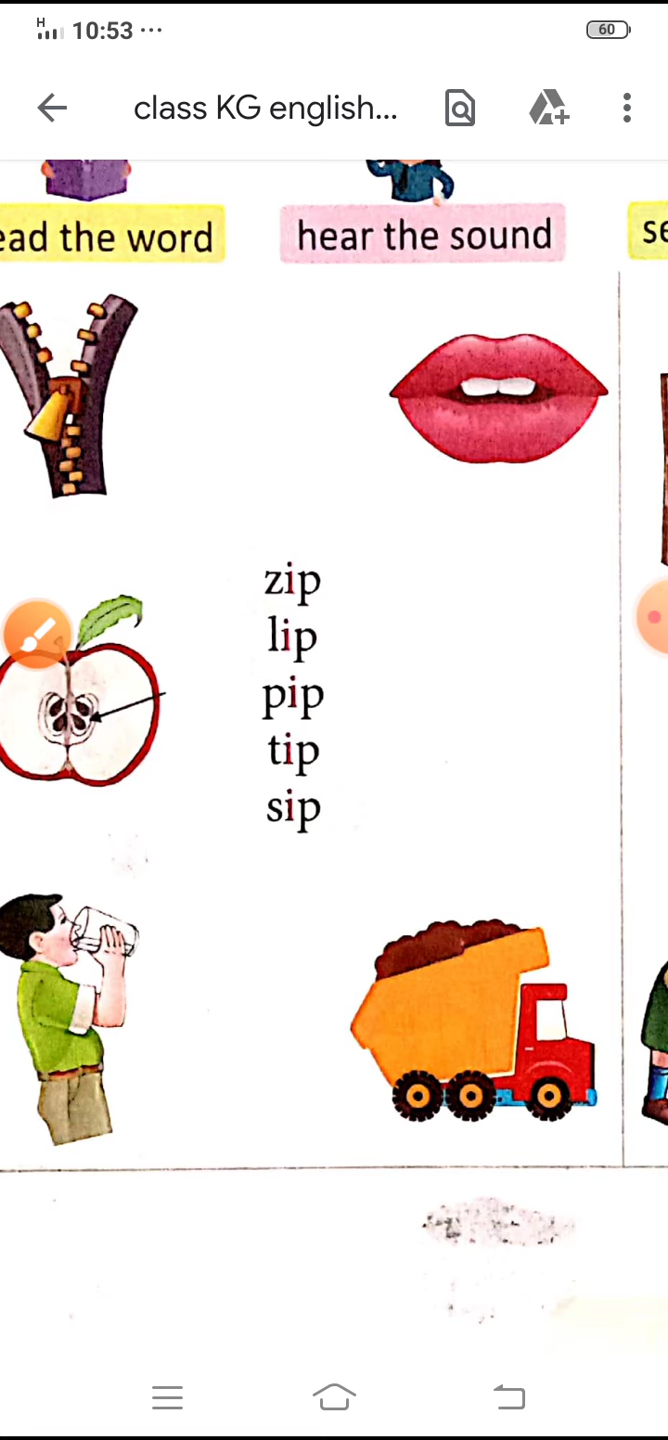 H 10:53 ... 60
class KG english...
ead the word hear the sound se
zip
lip
pip
tip
sip